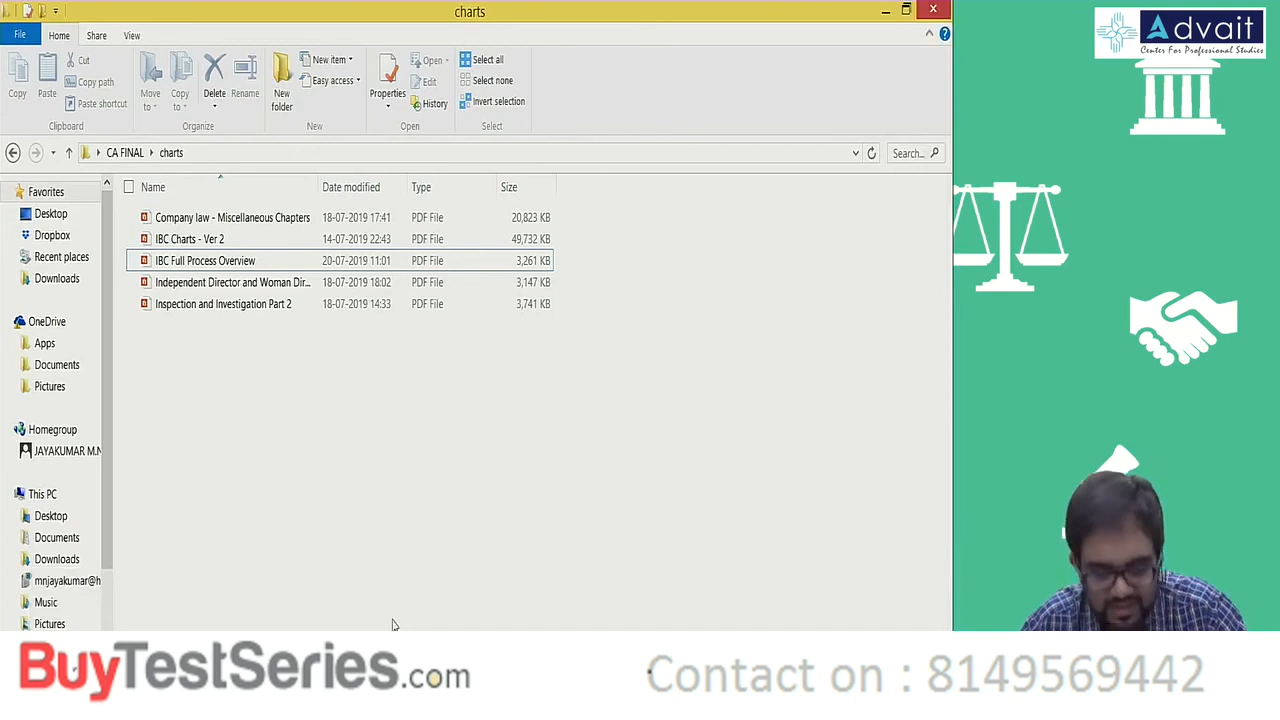 charts
File Home Share View
Copy
Paste
Cut
Copy path
Paste shortcut
Clipboard
Move to
Copy to
Delete
Rename
Organize
New folder
New item
Easy access
New
Properties
Open
Edit
History
Open
Select all
Select none
Invert selection
Select
CA FINAL charts
Search...
Name Date modified Type Size
Company law - Miscellaneous Chapters 18-07-2019 17:41 PDF File 20,823 KB
IBC Charts - Ver 2 14-07-2019 22:43 PDF File 49,732 KB
IBC Full Process Overview 20-07-2019 11:01 PDF File 3,261 KB
Independent Director and Woman Dir... 18-07-2019 18:02 PDF File 3,147 KB
Inspection and Investigation Part 2 18-07-2019 14:33 PDF File 3,741 KB
Favorites
Desktop
Dropbox
Recent places
Downloads
OneDrive
Apps
Documents
Pictures
Homegroup
JAYAKUMAR M.N
This PC
Desktop
Documents
Downloads
mnjayakumar@h
Music
Pictures
Advait
Center For Professional Studies
BuyTestSeries.com
Contact on : 8149569442